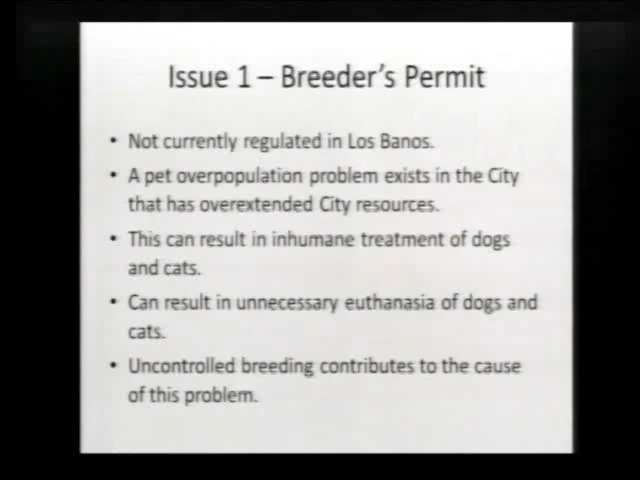 Issue 1 – Breeder's Permit
• Not currently regulated in Los Banos.
• A pet overpopulation problem exists in the City
that has overextended City resources.
• This can result in inhumane treatment of dogs
and cats.
• Can result in unnecessary euthanasia of dogs and
cats.
• Uncontrolled breeding contributes to the cause
of this problem.